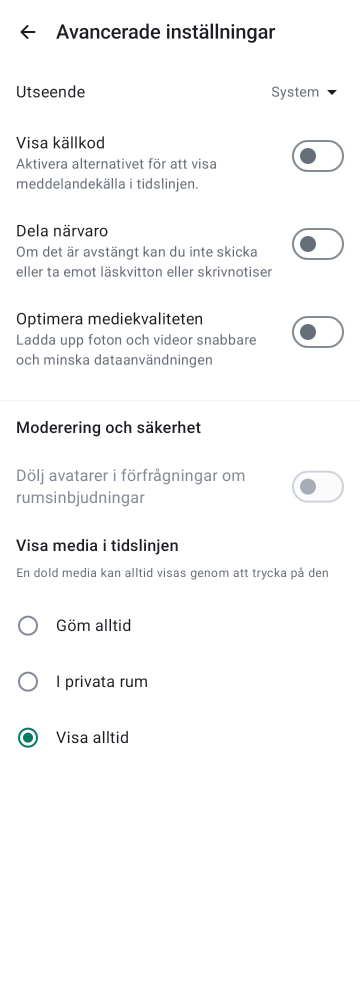 Avancerade inställningar
Utseende
System
Visa källkod
Aktivera alternativet för att visa
meddelandekälla i tidslinjen.
Dela närvaro
Om det är avstängt kan du inte skicka
eller ta emot läskvitton eller skrivnotiser
Optimera mediekvaliteten
Ladda upp foton och videor snabbare
och minska dataanvändningen
Moderering och säkerhet
Dölj avatarer i förfrågningar om
rumsinbjudningar
Visa media i tidslinjen
En dold media kan alltid visas genom att trycka på den
Göm alltid
I privata rum
Visa alltid